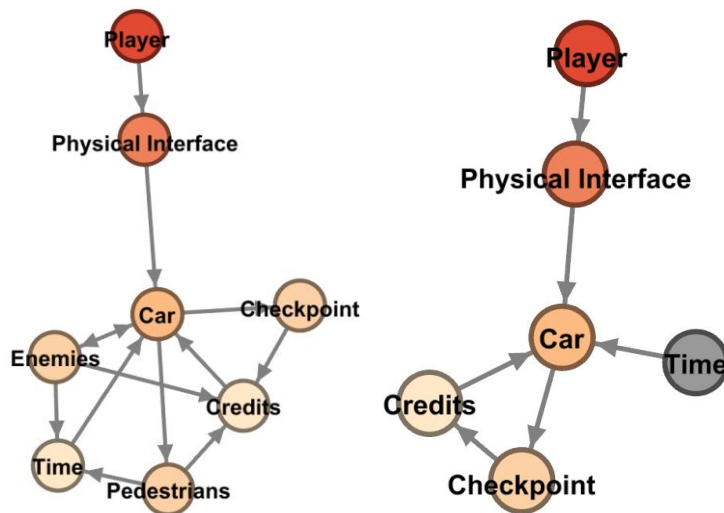 Player
Physical Interface
Car
Checkpoint
Enemies
Credits
Time
Pedestrians
Player
Physical Interface
Car
Time
Credits
Checkpoint